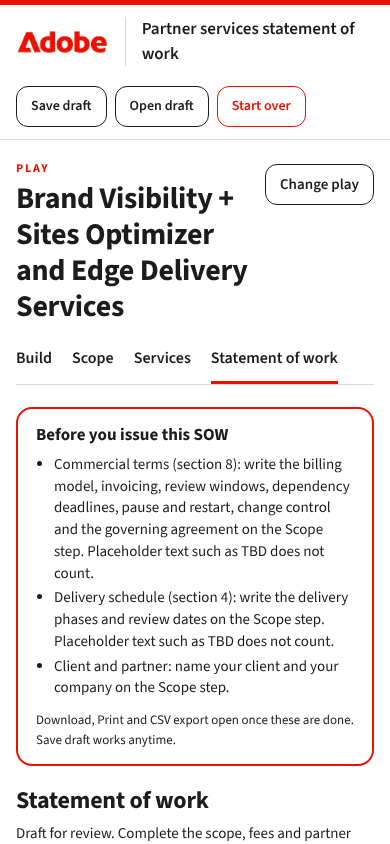 Adobe
Partner services statement of
work
Save draft
Open draft
Start over
PLAY
Brand Visibility +
Sites Optimizer
and Edge Delivery
Services
Change play
Build
Scope
Services
Statement of work
Before you issue this SOW
• Commercial terms (section 8): write the billing
model, invoicing, review windows, dependency
deadlines, pause and restart, change control
and the governing agreement on the Scope
step. Placeholder text such as TBD does not
count.
• Delivery schedule (section 4): write the delivery
phases and review dates on the Scope step.
Placeholder text such as TBD does not count.
• Client and partner: name your client and your
company on the Scope step.
Download, Print and CSV export open once these are done.
Save draft works anytime.
Statement of work
Draft for review. Complete the scope, fees and partner